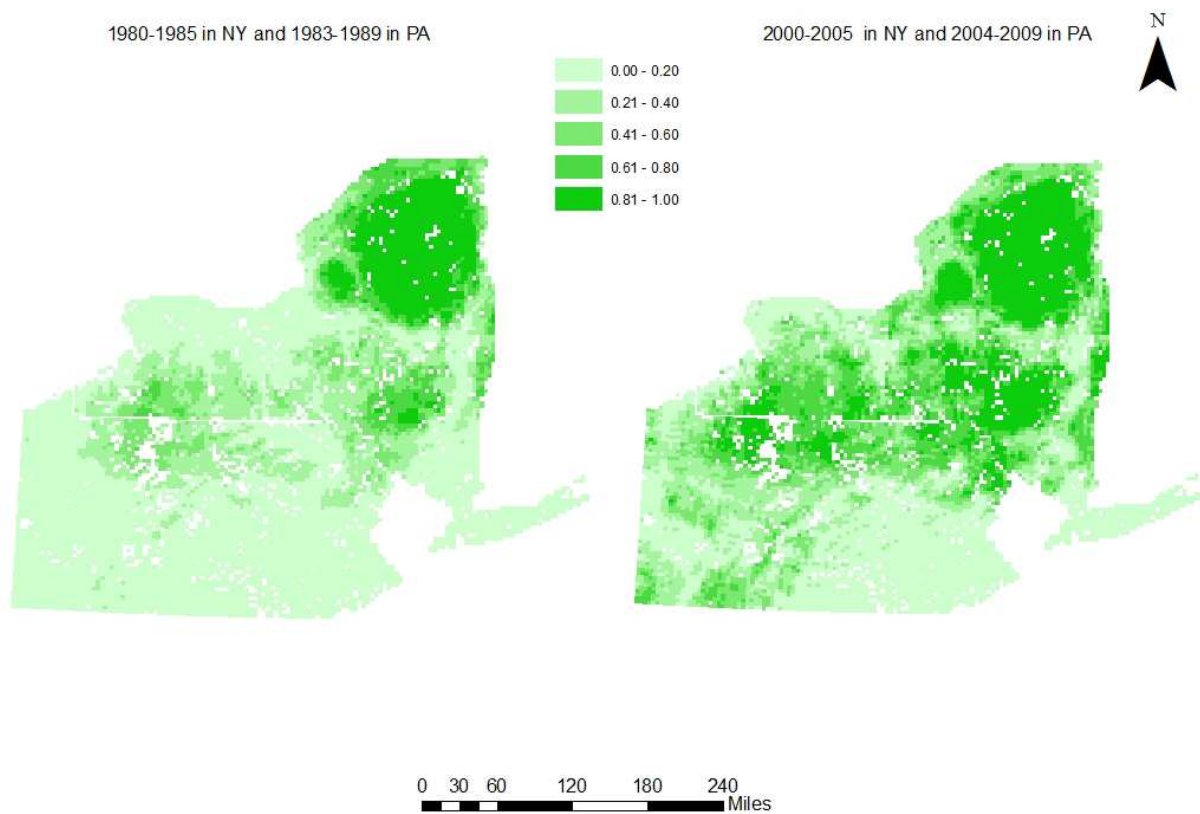 1980-1985 in NY and 1983-1989 in PA
2000-2005 in NY and 2004-2009 in PA
N
0.00 - 0.20
0.21 - 0.40
0.41 - 0.60
0.61 - 0.80
0.81 - 1.00
0 30 60 120 180 240
Miles